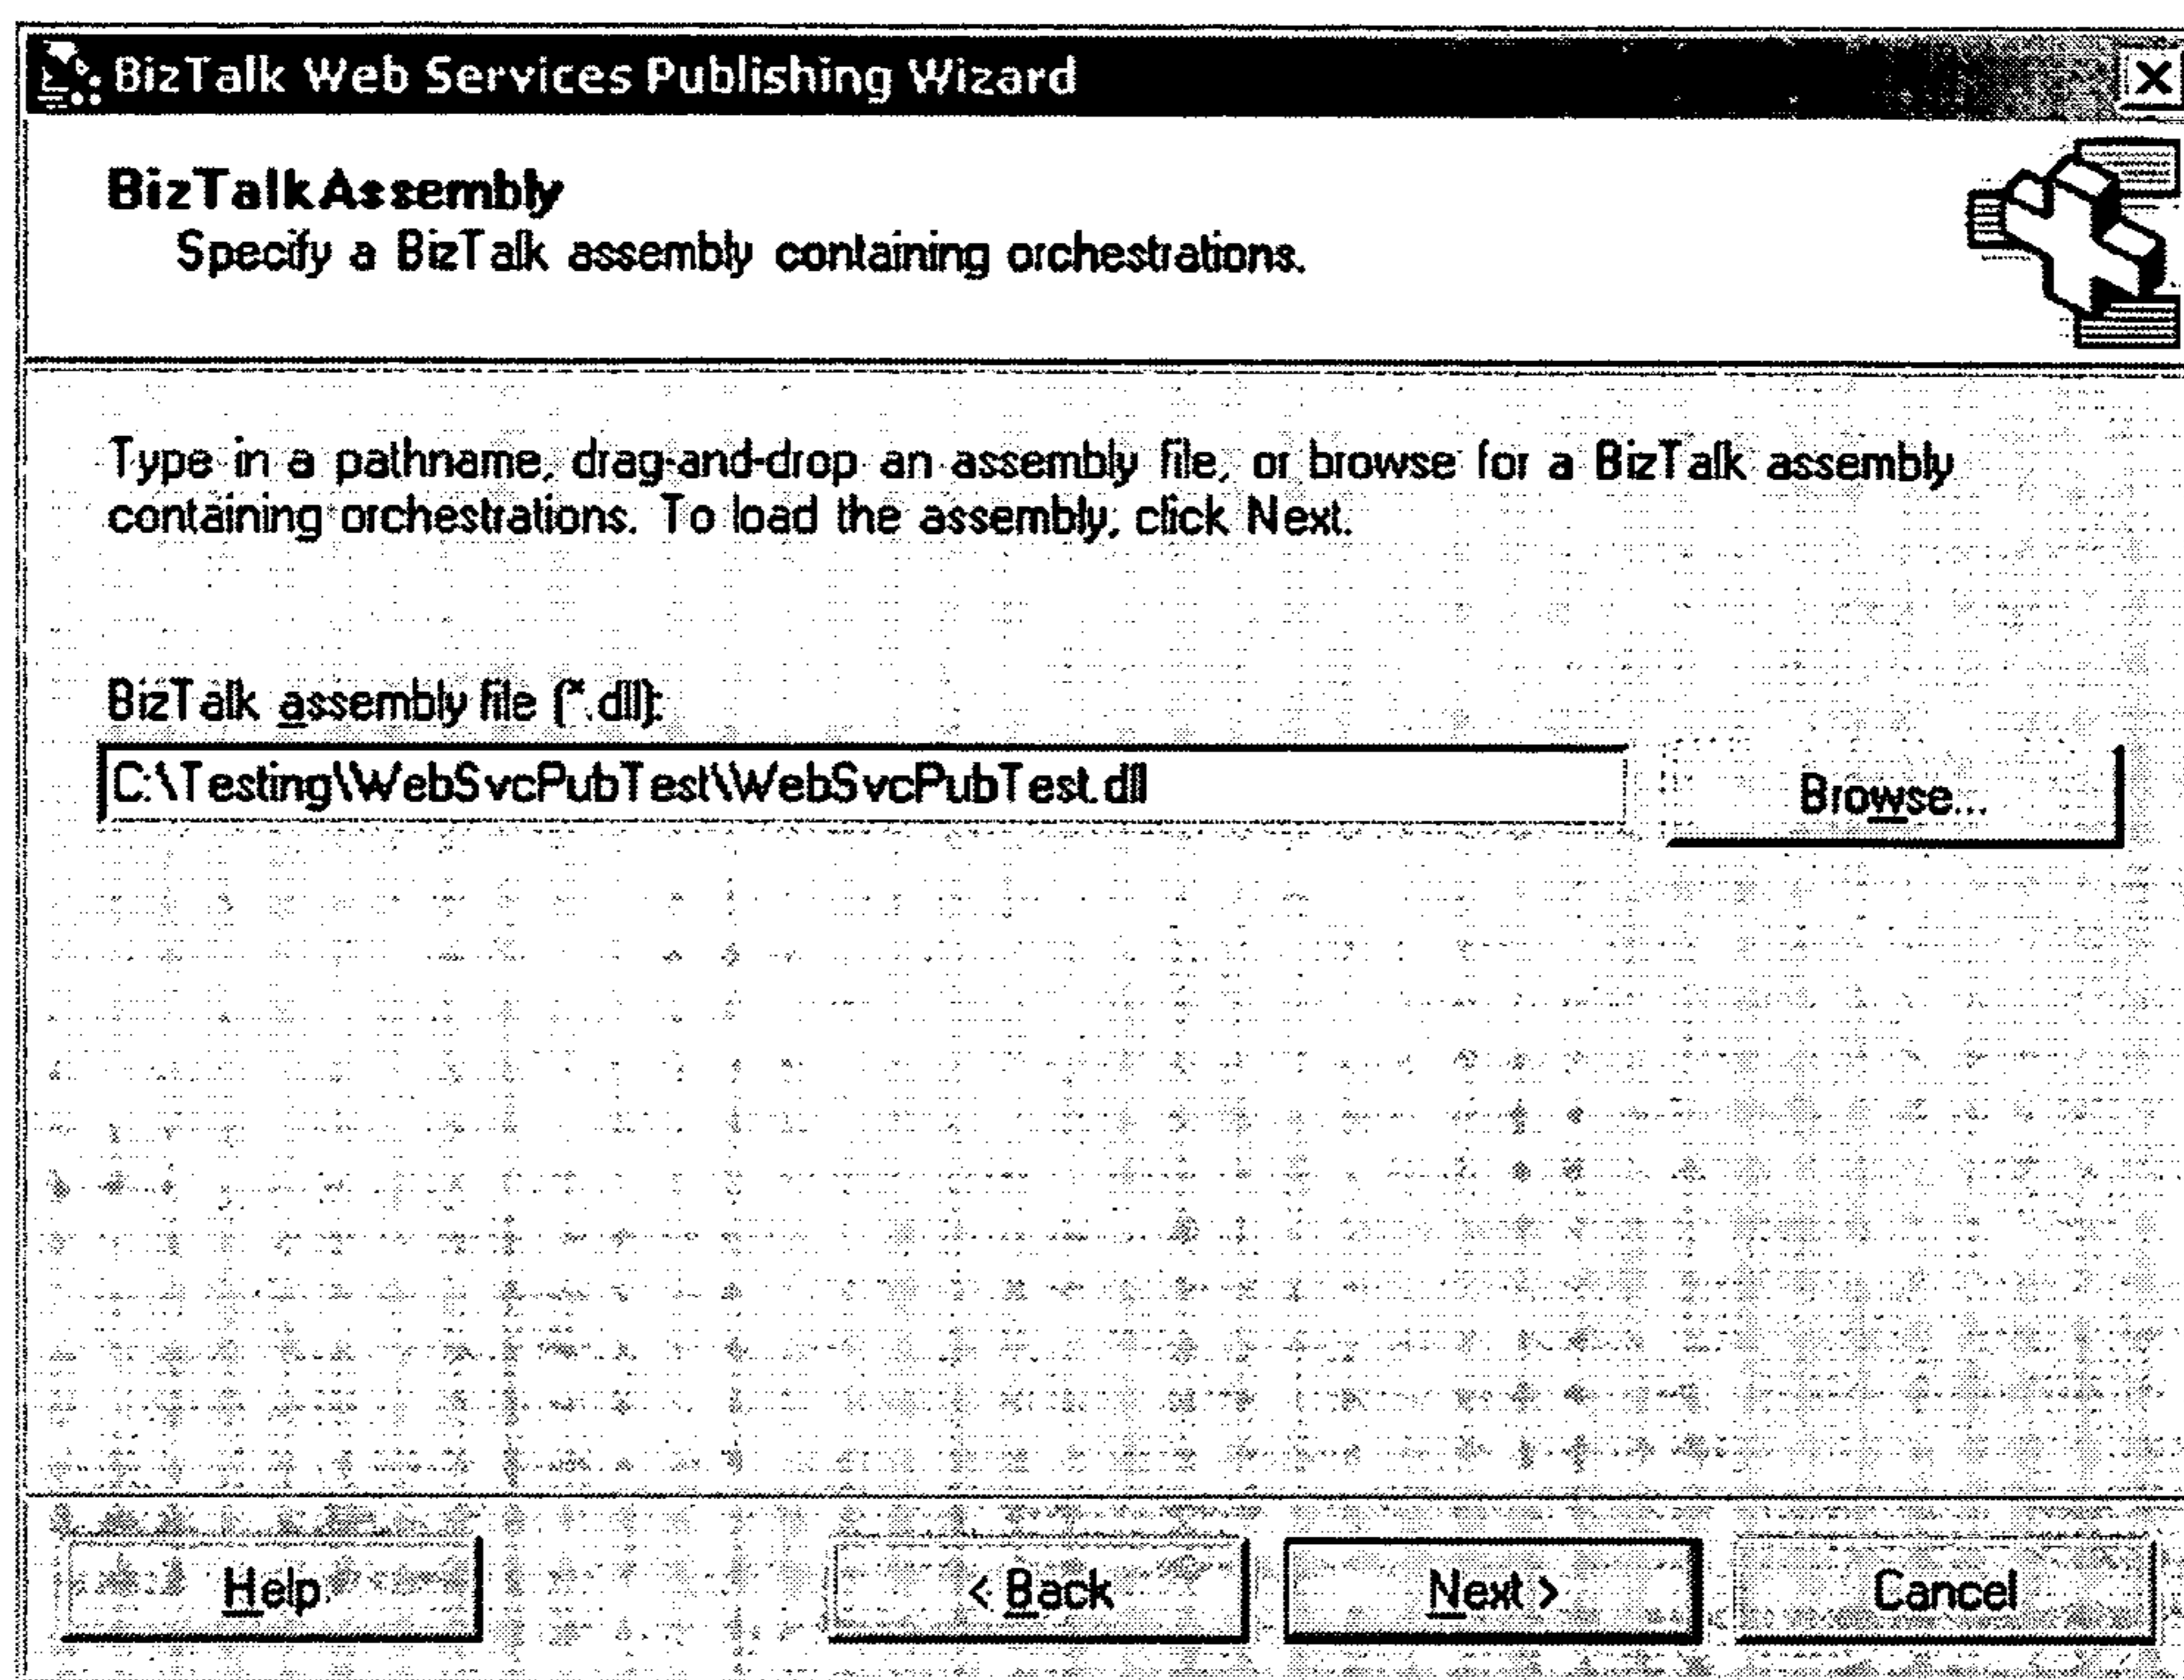 BizTalk Web Services Publishing Wizard
BizTalkAssembly
Specify a BizTalk assembly containing orchestrations.
Type in a pathname, drag-and-drop an assembly file, or browse for a BizTalk assembly
containing orchestrations. To load the assembly, click Next.
BizTalk assembly file (*.dll):
C:\Testing\WebSvcPubTest\WebSvcPubTest.dll
Browse...
Help
< Back
Next >
Cancel